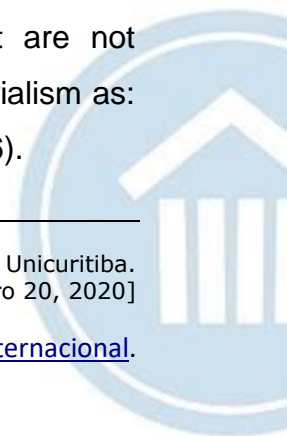 t are not
ialism as:
6).
Unicuritiba.
ro 20, 2020]
ternacional.